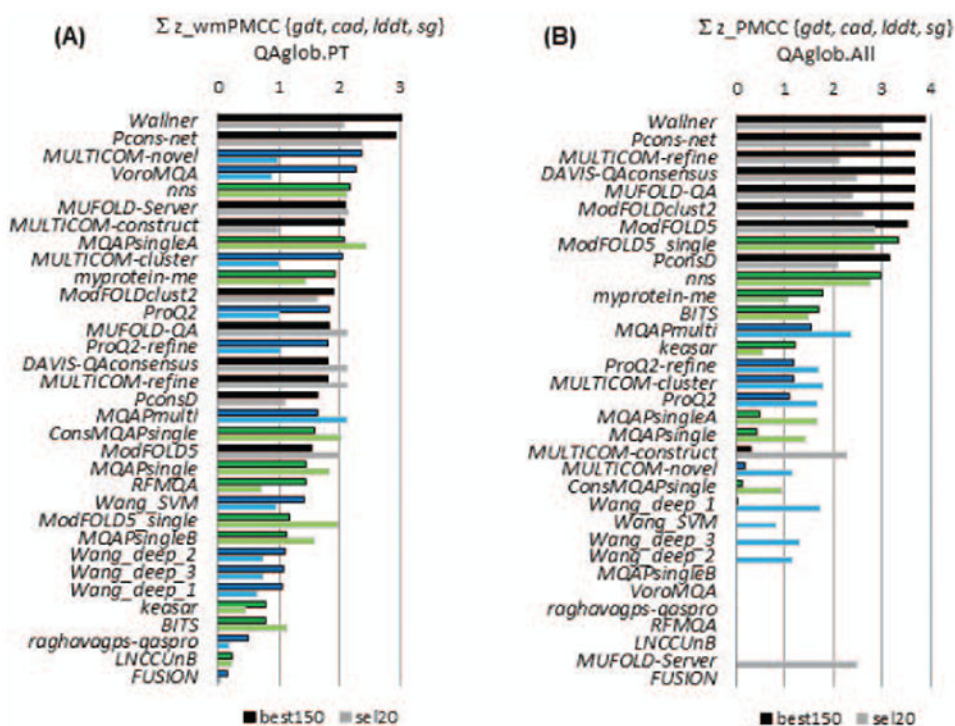 (A)
Σ z_wmPMCC {gdt, cad, lddt, sg}
QAglob.PT
0 1 2 3
Wallner
Pcons-net
MULTICOM-novel
VoroMQA
nns
MUFOLD-Server
MULTICOM-construct
MQAPsingleA
MULTICOM-cluster
myprotein-me
ModFOLDclust2
ProQ2
MUFOLD-QA
ProQ2-refine
DAVIS-QAconsensus
MULTICOM-refine
PconsD
MQAPmulti
ConsMQAPsingle
ModFOLD5
MQAPsingle
RFMQA
Wang_SVM
ModFOLD5_single
MQAPsingleB
Wang_deep_2
Wang_deep_3
Wang_deep_1
keasar
BITS
raghavagps-qaspro
LNCCUnB
FUSION
best150 sel20
(B)
Σ z_PMCC {gdt, cad, lddt, sg}
QAglob.All
0 1 2 3 4
Wallner
Pcons-net
MULTICOM-refine
DAVIS-QAconsensus
MUFOLD-QA
ModFOLDclust2
ModFOLD5
ModFOLD5_single
PconsD
nns
myprotein-me
BITS
MQAPmulti
keasar
ProQ2-refine
MULTICOM-cluster
ProQ2
MQAPsingleA
MQAPsingle
MULTICOM-construct
MULTICOM-novel
ConsMQAPsingle
Wang_deep_1
Wang_SVM
Wang_deep_3
Wang_deep_2
MQAPsingleB
VoroMQA
raghavagps-qaspro
RFMQA
LNCCUnB
MUFOLD-Server
FUSION
best150 sel20